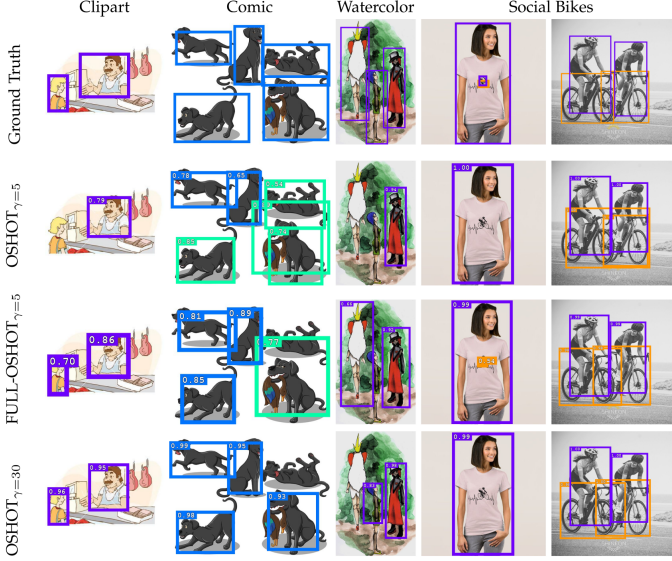 Clipart Comic Watercolor Social Bikes
Ground Truth
OSHOTγ=5
0.79
0.78 0.65
1.00
FULL-OSHOTγ=5
0.70 0.86
0.81 0.89
0.85
0.99
OSHOTγ=30
0.96 0.95
0.99 0.95
0.98 0.93
0.99